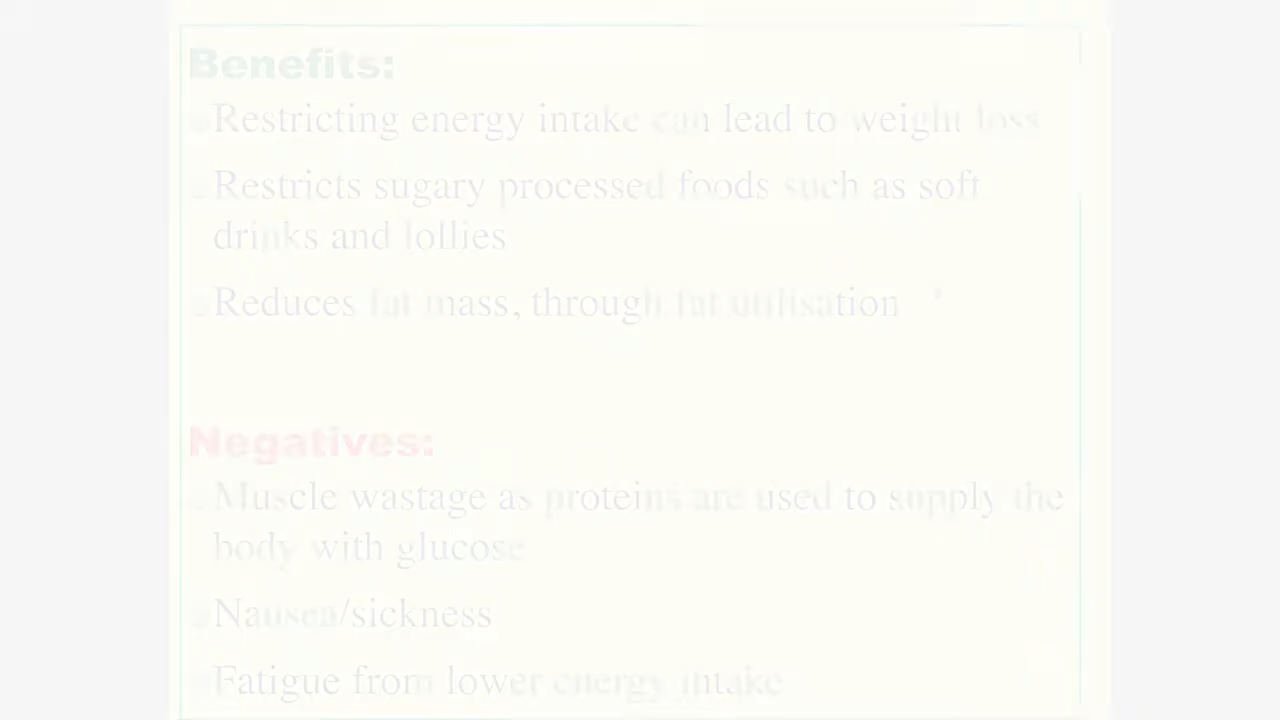 Benefits:
Restricting energy intake can lead to weight loss
Restricts sugary processed foods such as soft
drinks and lollies
Reduces fat mass, through fat utilisation
Negatives:
Muscle wastage as proteins are used to supply the
body with glucose
Nausea/sickness
Fatigue from lower energy intake